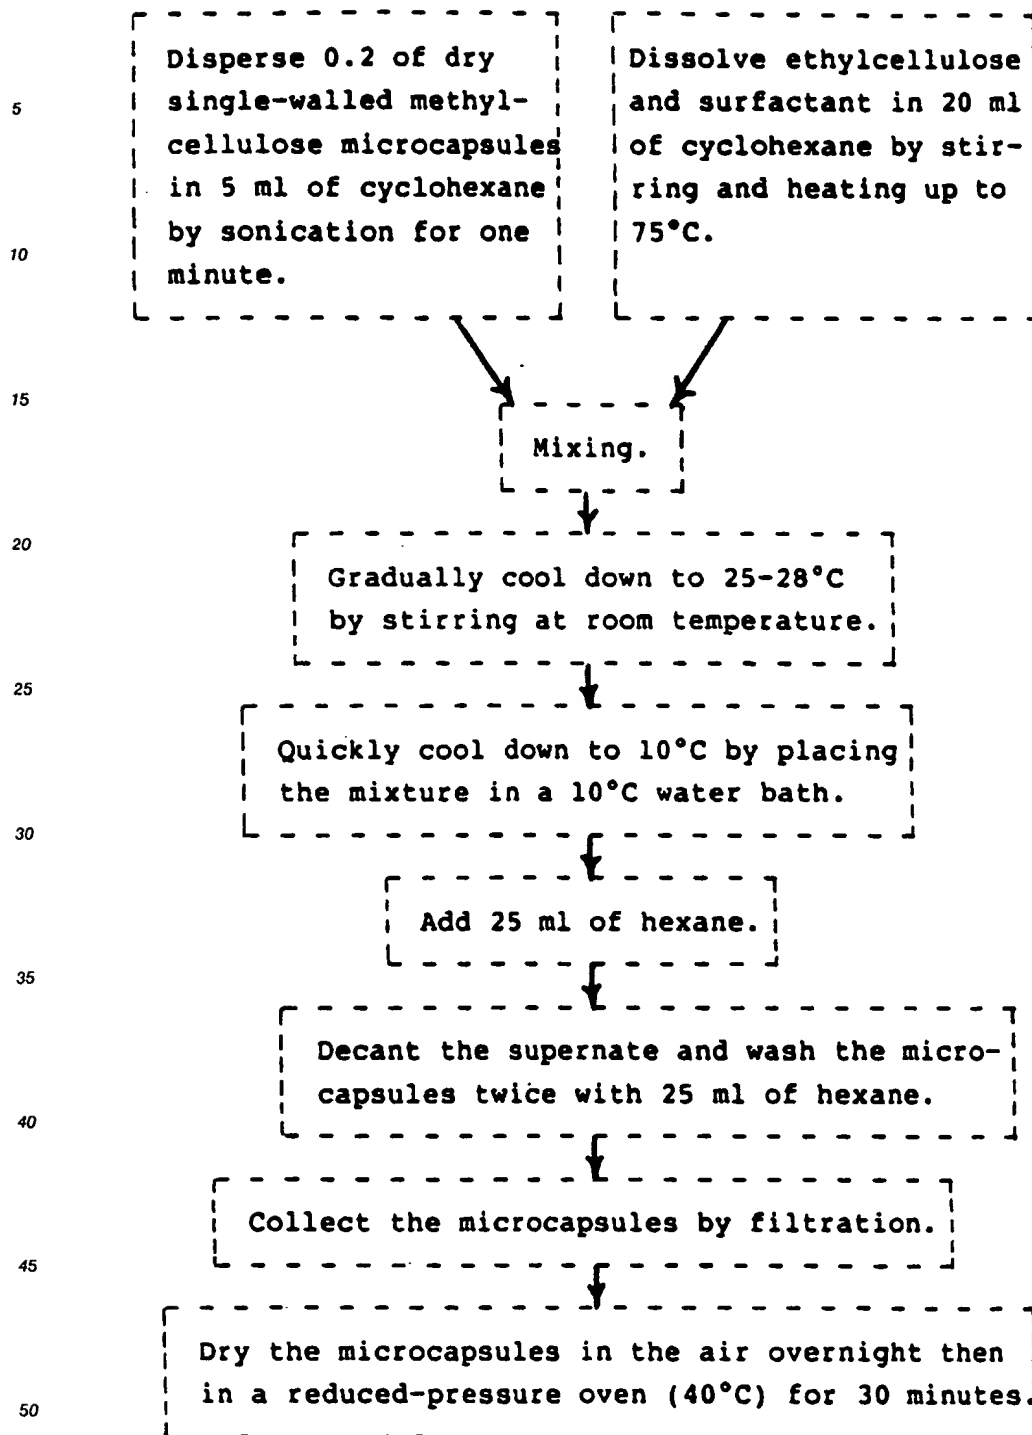 Disperse 0.2 of dry
single-walled methyl-
cellulose microcapsules
in 5 ml of cyclohexane
by sonication for one
minute.
Dissolve ethylcellulose
and surfactant in 20 ml
of cyclohexane by stir-
ring and heating up to
75°C.
Mixing.
Gradually cool down to 25-28°C
by stirring at room temperature.
Quickly cool down to 10°C by placing
the mixture in a 10°C water bath.
Add 25 ml of hexane.
Decant the supernate and wash the micro-
capsules twice with 25 ml of hexane.
Collect the microcapsules by filtration.
Dry the microcapsules in the air overnight then
in a reduced-pressure oven (40°C) for 30 minutes.
5
10
15
20
25
30
35
40
45
50